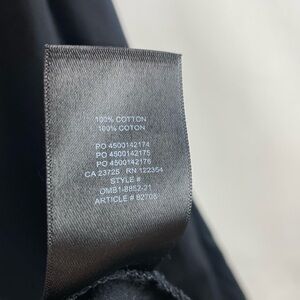 100% COTTON
100% COTON
PO 4500142174
PO 4500142175
PO 4500142176
CA 23725 RN 122354
STYLE #
OMB1-8852-21
ARTICLE # 82708